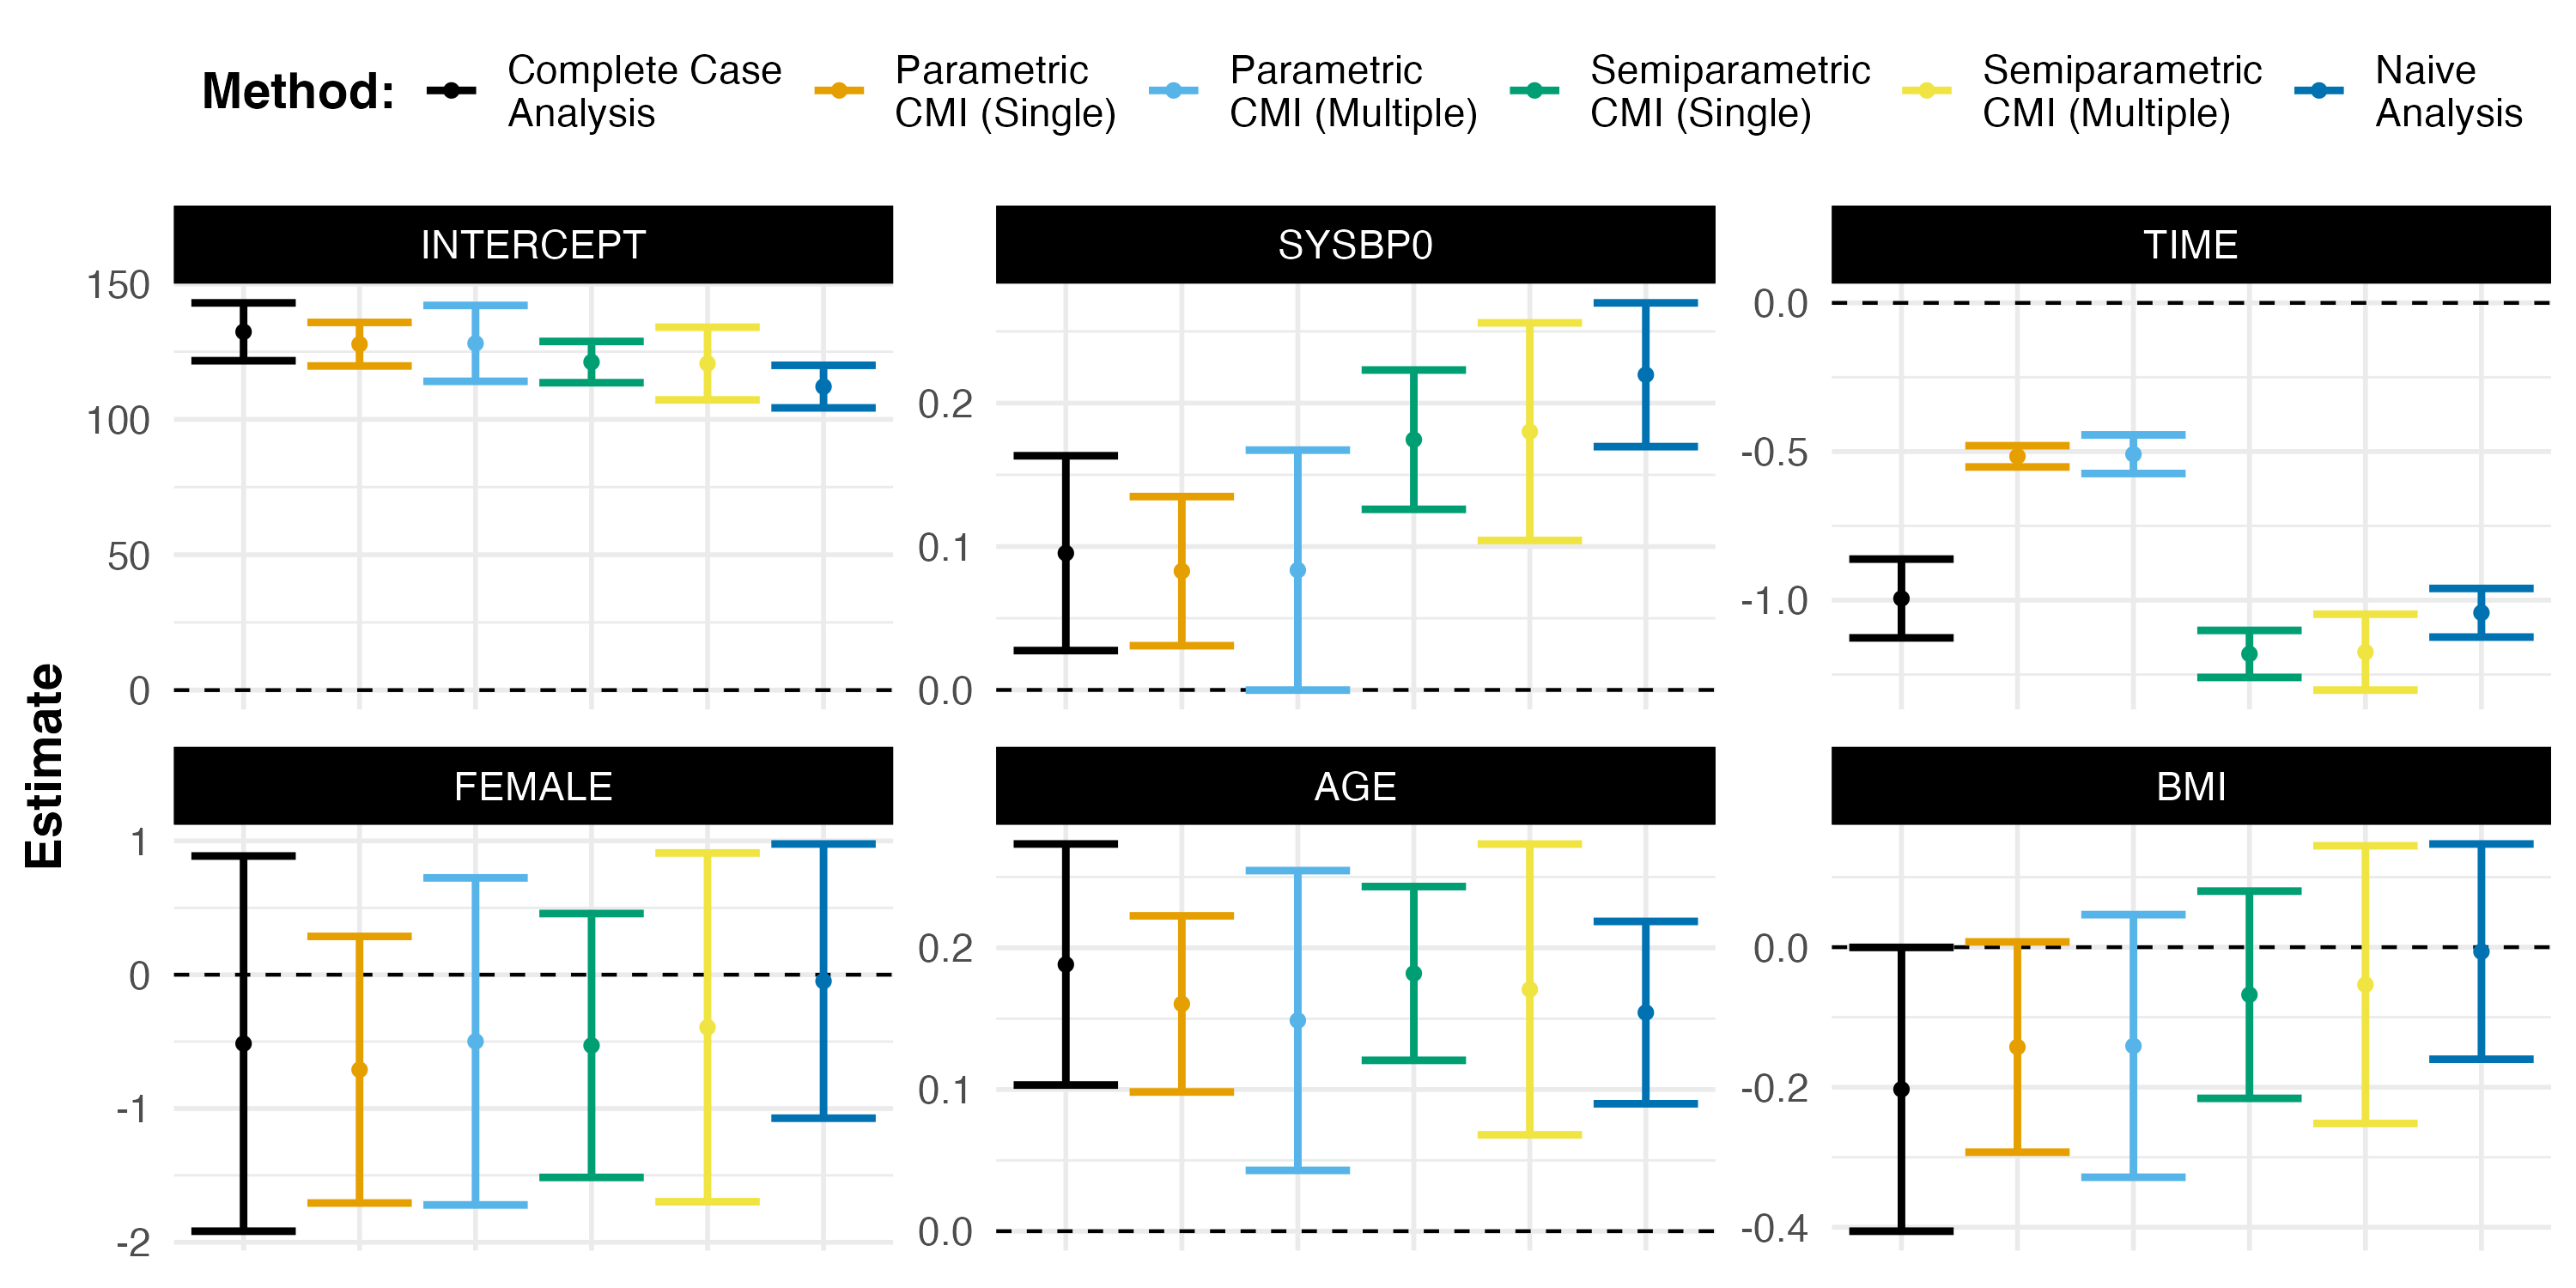 Method:
Complete Case
Analysis
Parametric
CMI (Single)
Parametric
CMI (Multiple)
Semiparametric
CMI (Single)
Semiparametric
CMI (Multiple)
Naive
Analysis
Estimate
INTERCEPT
150
100
50
0
SYSBP0
0.2
0.1
0.0
TIME
0.0
-0.5
-1.0
FEMALE
1
0
-1
-2
AGE
0.2
0.1
0.0
BMI
0.0
-0.2
-0.4